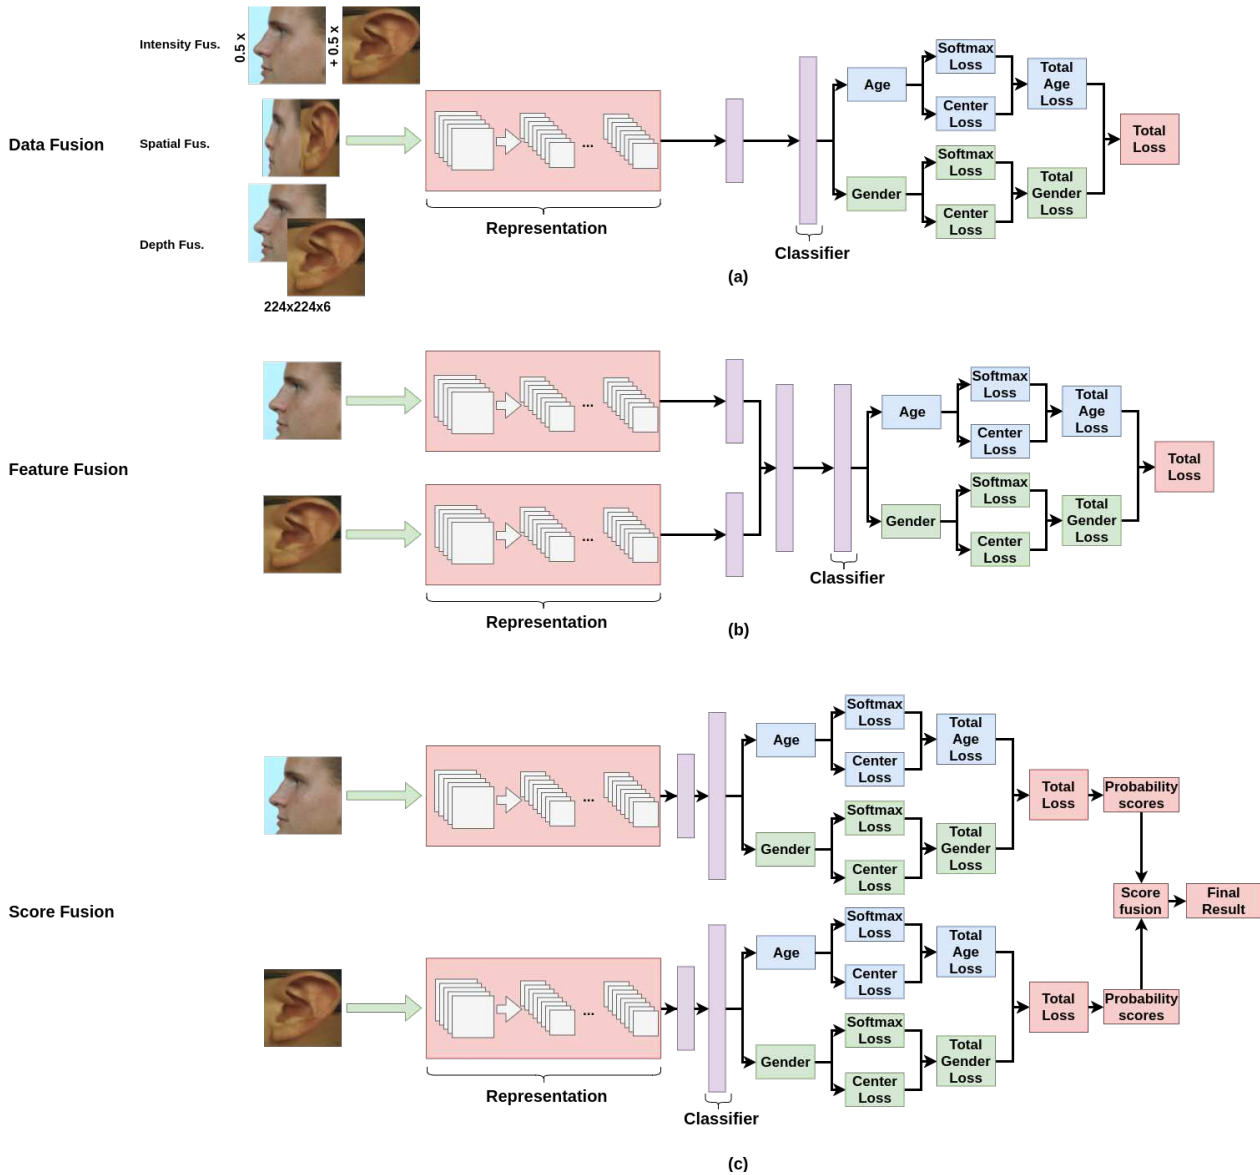 Intensity Fus.
0.5 x
+ 0.5 x
Data Fusion
Spatial Fus.
Depth Fus.
224x224x6
...
Representation
Classifier
Age
Softmax
Loss
Center
Loss
Total
Age
Loss
Gender
Softmax
Loss
Center
Loss
Total
Gender
Loss
Total
Loss
(a)
Feature Fusion
...
...
Representation
Classifier
Age
Softmax
Loss
Center
Loss
Total
Age
Loss
Gender
Softmax
Loss
Center
Loss
Total
Gender
Loss
Total
Loss
(b)
Score Fusion
...
Age
Softmax
Loss
Center
Loss
Total
Age
Loss
Gender
Softmax
Loss
Center
Loss
Total
Gender
Loss
Total
Loss
Probability
scores
...
Representation
Classifier
Age
Softmax
Loss
Center
Loss
Total
Age
Loss
Gender
Softmax
Loss
Center
Loss
Total
Gender
Loss
Total
Loss
Probability
scores
Score
fusion
Final
Result
(c)